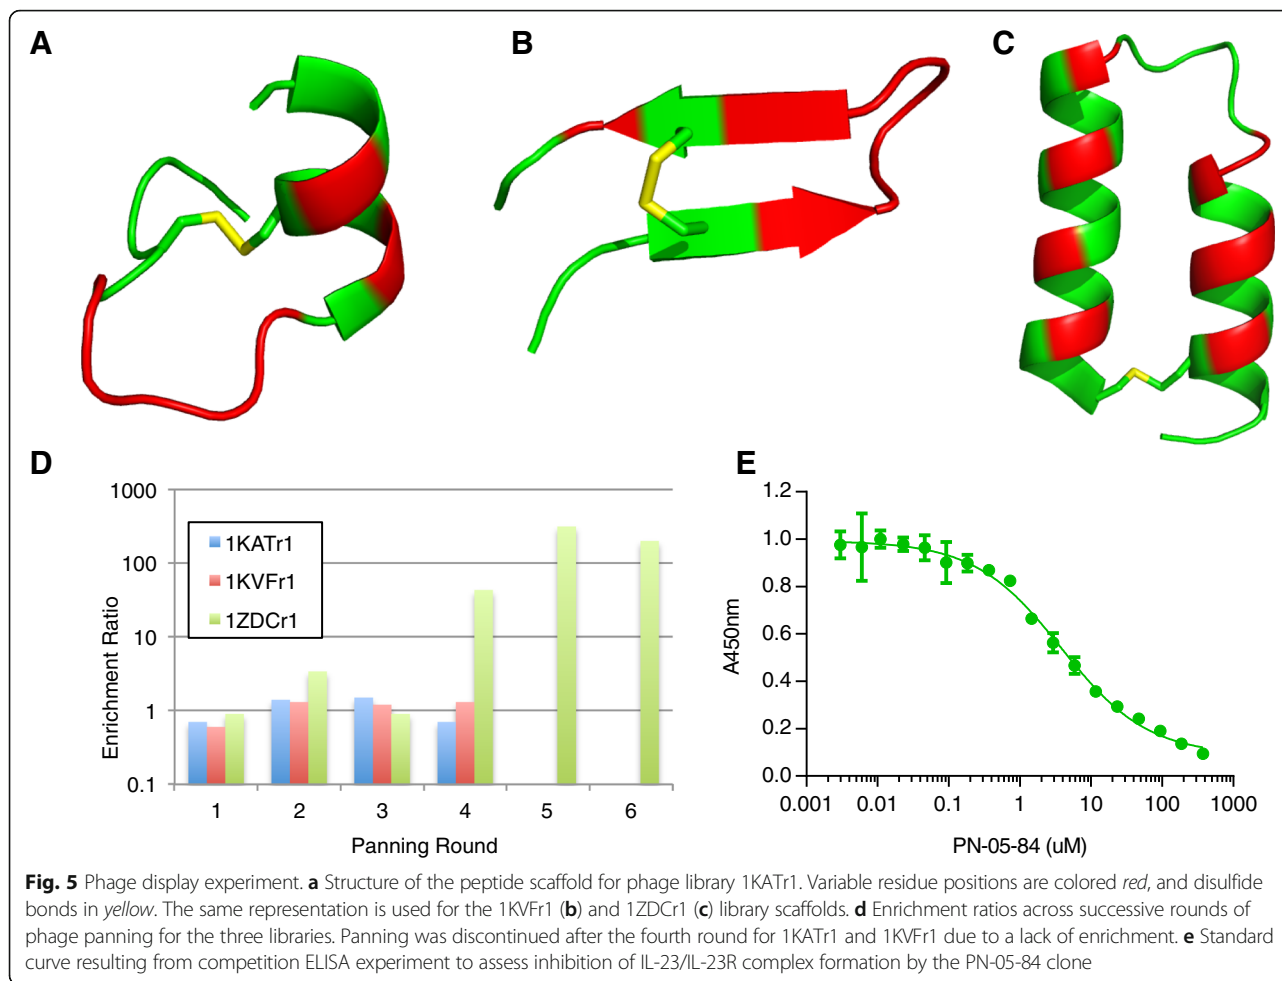 A
B
C
D
1000
100
10
1
0.1
Enrichment Ratio
1KATr1
1KVFr1
1ZDCr1
1 2 3 4 5 6
Panning Round
E
1.2
1.0
0.8
0.6
0.4
0.2
0.0
A450nm
0.001 0.01 0.1 1 10 100 1000
PN-05-84 (uM)
Fig. 5 Phage display experiment. a Structure of the peptide scaffold for phage library 1KATr1. Variable residue positions are colored red, and disulfide
bonds in yellow. The same representation is used for the 1KVFr1 (b) and 1ZDCr1 (c) library scaffolds. d Enrichment ratios across successive rounds of
phage panning for the three libraries. Panning was discontinued after the fourth round for 1KATr1 and 1KVFr1 due to a lack of enrichment. e Standard
curve resulting from competition ELISA experiment to assess inhibition of IL-23/IL-23R complex formation by the PN-05-84 clone